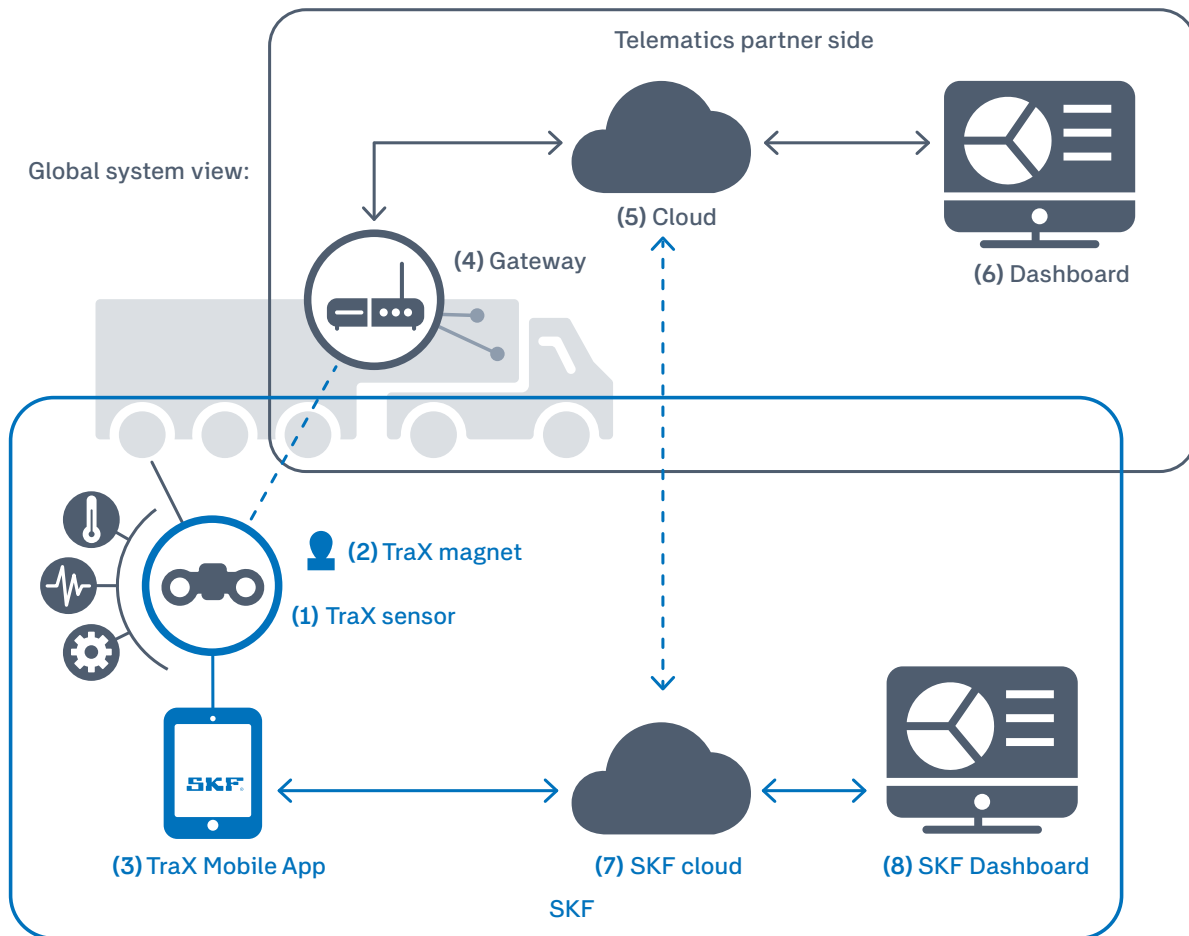 Telematics partner side
Global system view:
(5) Cloud
(4) Gateway
(6) Dashboard
(2) TraX magnet
(1) TraX sensor
SKF.
(3) TraX Mobile App
(7) SKF cloud
(8) SKF Dashboard
SKF